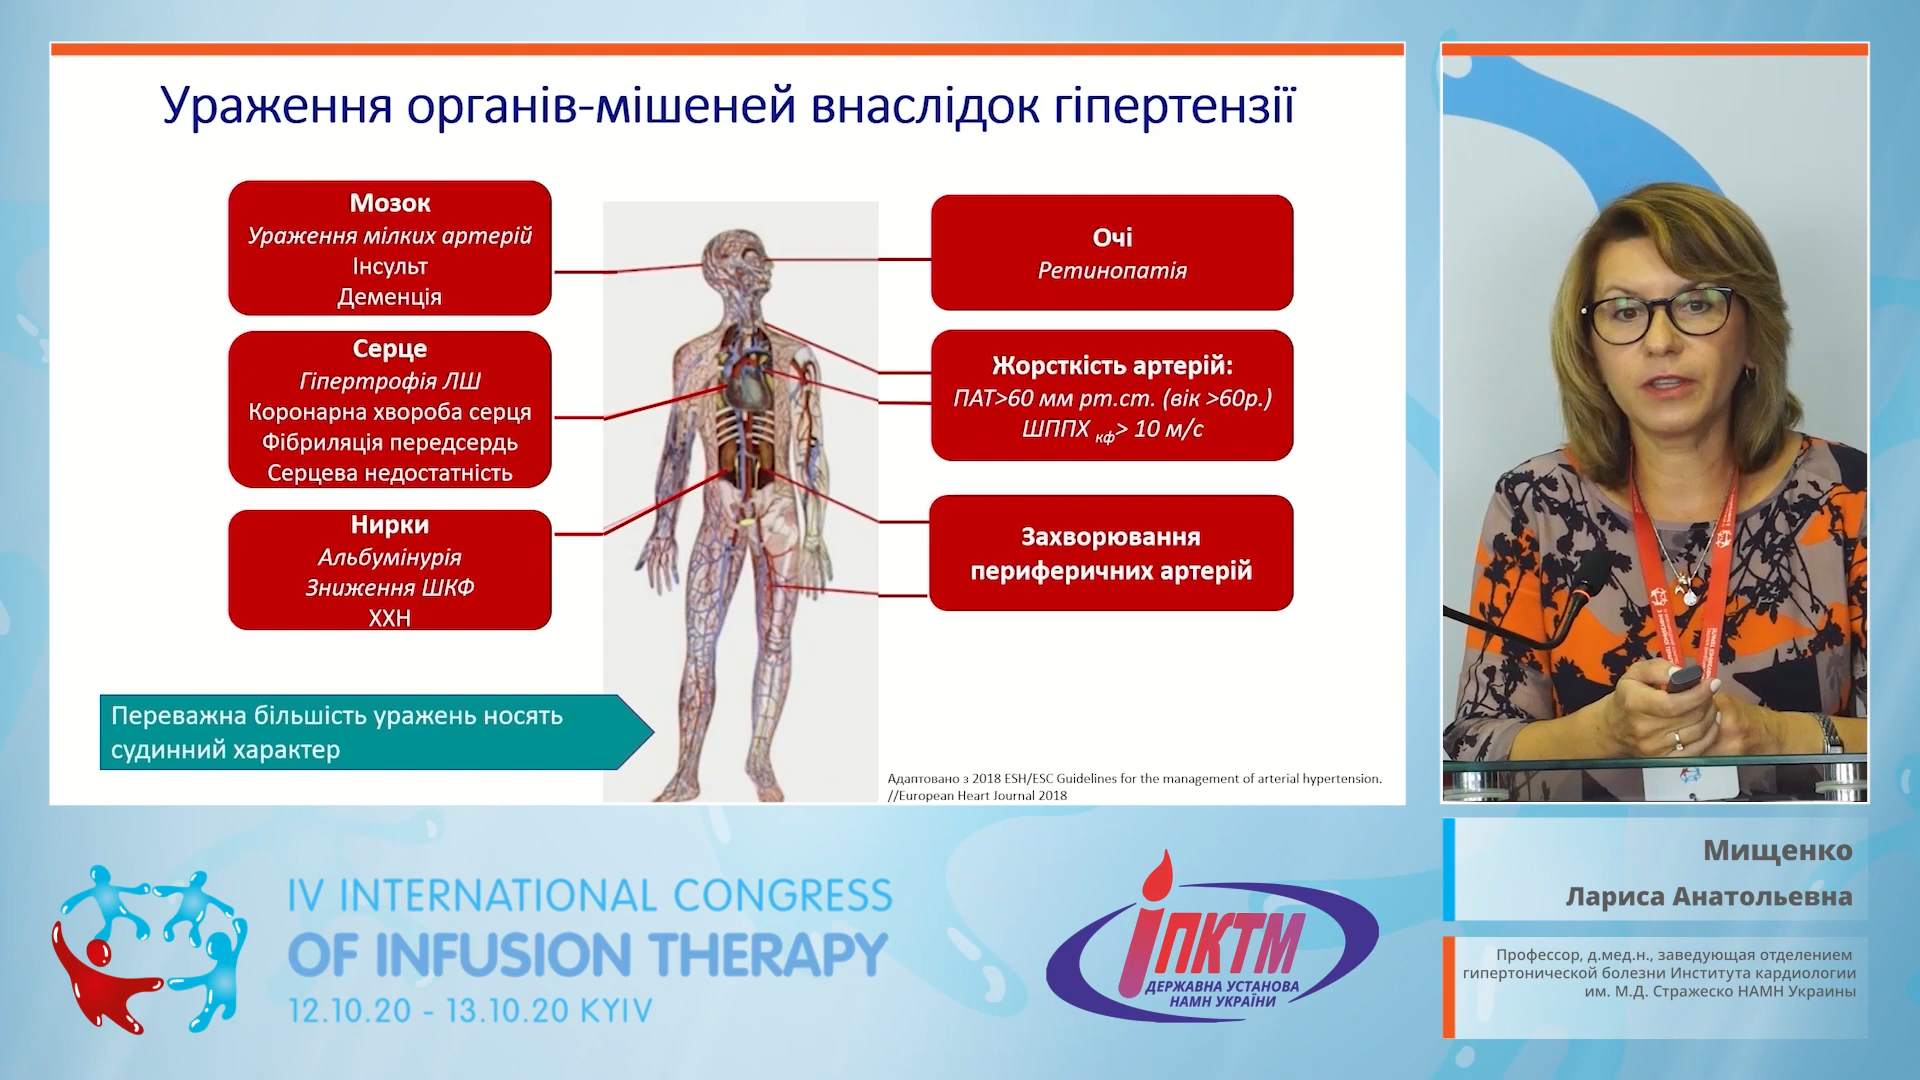 Ураження органів-мішеней внаслідок гіпертензії
Мозок
Ураження мілких артерій
Інсульт
Деменція
Серце
Гіпертрофія ЛШ
Коронарна хвороба серця
Фібриляція передсердь
Серцева недостатність
Нирки
Альбумінурія
Зниження ШКФ
ХХН
Очі
Ретинопатія
Жорсткість артерій:
ПАТ>60 мм рт.ст. (вік >60р.)
ШППХ кф> 10 м/с
Захворювання
периферичних артерій
Переважна більшість уражень носять
судинний характер
Адаптовано з 2018 ESH/ESC Guidelines for the management of arterial hypertension.
//European Heart Journal 2018
IV INTERNATIONAL CONGRESS
OF INFUSION THERAPY
12.10.20 - 13.10.20 KYIV
іПКТМ
ДЕРЖАВНА УСТАНОВА
НАМН УКРАЇНИ
Мищенко
Лариса Анатольевна
Профессор, д.мед.н., заведующая отделением
гипертонической болезни Института кардиологии
им. М.Д. Стражеско НАМН Украины